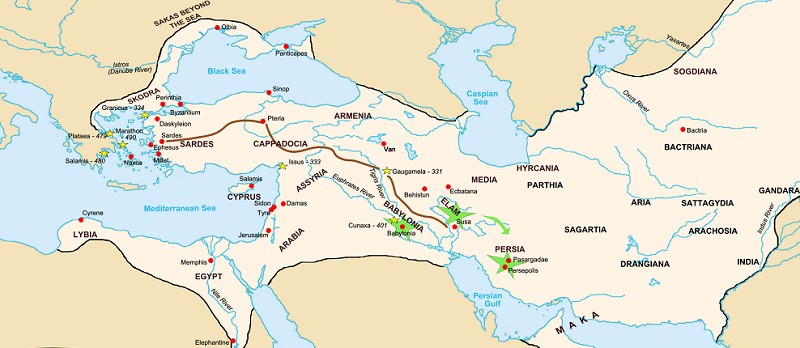 SAKAS BEYOND
THE SEA
Olbia
Panticapes
Istros
(Danube River)
Black Sea
Caspian
Sea
Yaxartes
SOGDIANA
Oxus River
SKODRA
Perinthia
Byzantium
Sinop
Granicus - 334
Daskyleion
Pteria
ARMENIA
Plataea - 479
Marathon
- 490
Sardes
SARDES
CAPPADOCIA
Ephesus
Salamis - 480
Naxos
Millet
Van
Bactria
BACTRIANA
Issus - 333
Gaugamela - 331
HYRCANIA
MEDIA
PARTHIA
ASSYRIA
Tigris River
Euphrates River
Behistun
Ecbatana
GANDARA
Salamis
CYPRUS
Sidon
Tyre
Damas
ARIA
SATTAGYDIA
Mediterranean Sea
BABYLONIA
ELAM
Cyrene
Cunaxa - 401
Babylonia
Susa
SAGARTIA
ARACHOSIA
Indus River
LYBIA
Jerusalem
ARABIA
PERSIA
Pasargadae
Persepolis
DRANGIANA
INDIA
Memphis
EGYPT
Nile River
Persian
Gulf
MAKA
Elephantine